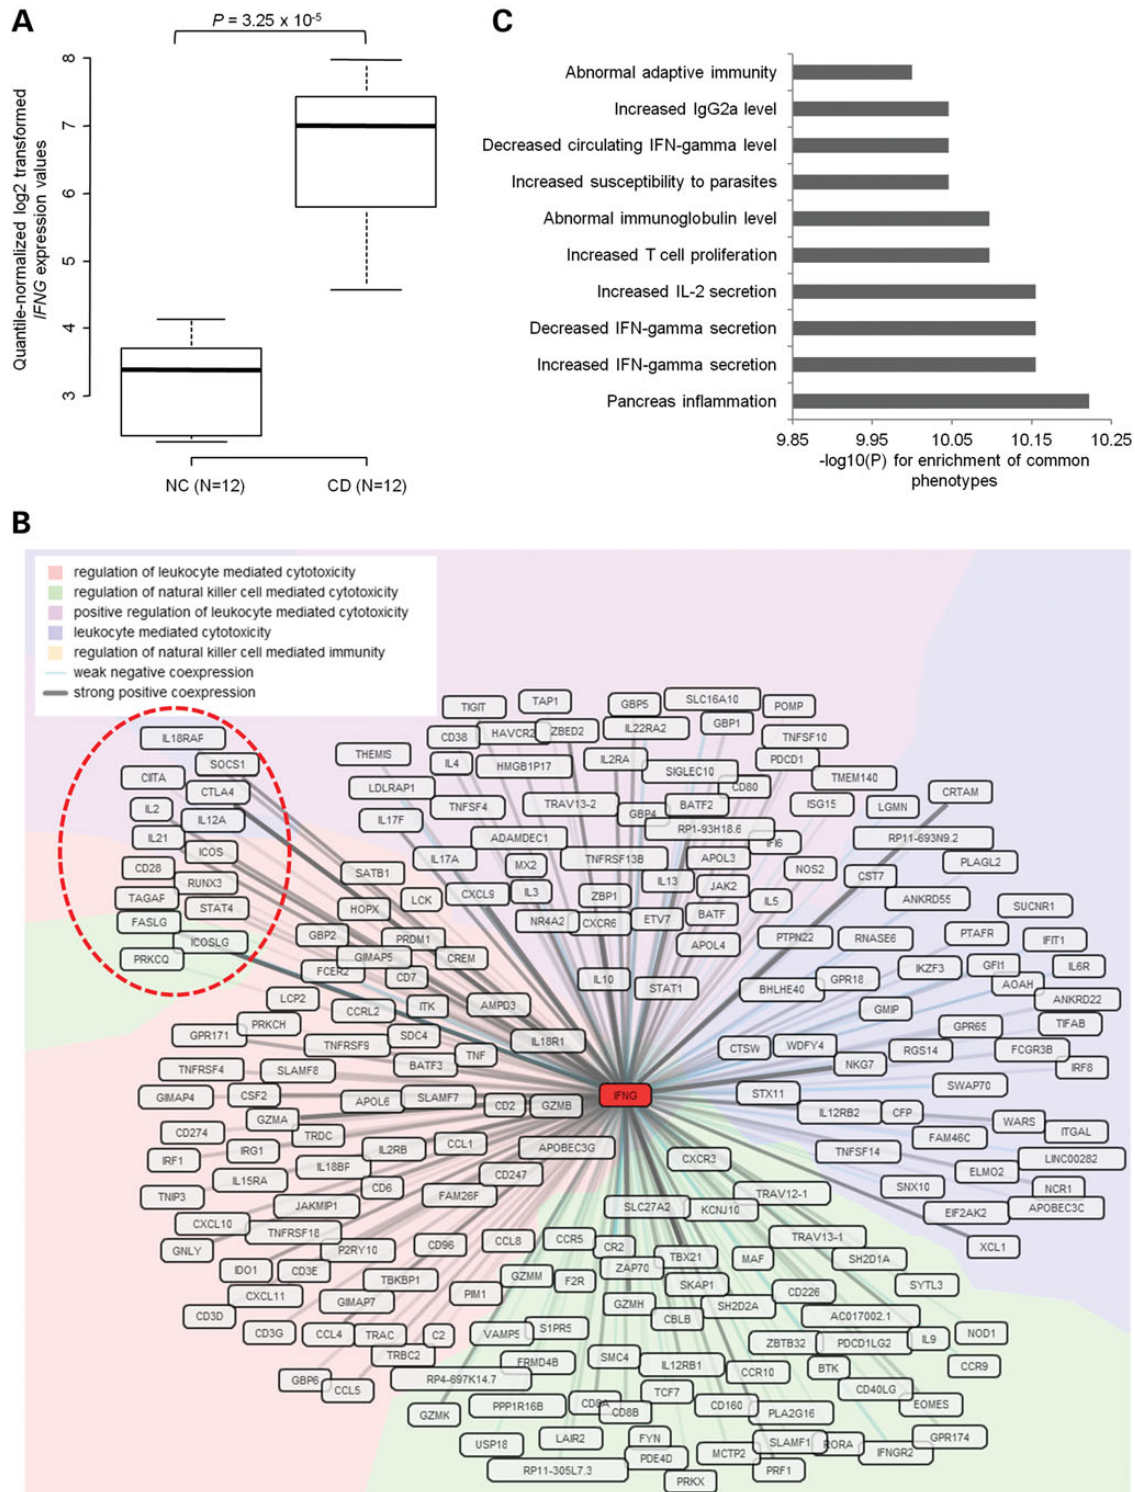 A
P = 3.25 x 10-5
Quantile-normalized log2 transformed
IFNG expression values
8
7
6
5
4
3
NC (N=12)
CD (N=12)
C
Abnormal adaptive immunity
Increased IgG2a level
Decreased circulating IFN-gamma level
Increased susceptibility to parasites
Abnormal immunoglobulin level
Increased T cell proliferation
Increased IL-2 secretion
Decreased IFN-gamma secretion
Increased IFN-gamma secretion
Pancreas inflammation
9.85 9.95 10.05 10.15 10.25
-log10(P) for enrichment of common
phenotypes
B
regulation of leukocyte mediated cytotoxicity
regulation of natural killer cell mediated cytotoxicity
positive regulation of leukocyte mediated cytotoxicity
leukocyte mediated cytotoxicity
regulation of natural killer cell mediated immunity
weak negative coexpression
strong positive coexpression
IL18RAP
SOCS1
CIITA
CTLA4
IL2
IL12A
IL21
ICOS
CD28
RUNX3
TAGAP
STAT4
FASLG
ICOSLG
PRKCQ
TIGIT
TAP1
GBP5
SLC16A10
POMP
CD38
HAVCR2
ZBED2
IL22RA2
GBP1
TNFSF10
THEMIS
IL4
HMGB1P17
IL2RA
SIGLEC10
PDCD1
TMEM140
LDLRAP1
TNFSF4
TRAV13-2
GBP4
BATF2
CD80
ISG15
LGMN
CRTAM
IL17F
ADAMDEC1
RP1-93H18.6
IFI6
RP11-693N9.2
IL17A
MX2
TNFRSF13B
APOL3
NOS2
CST7
PLAGL2
SATB1
LCK
CXCL9
IL3
ZBP1
IL13
JAK2
IL5
ANKRD55
SUCNR1
HOPX
NR4A2
CXCR6
ETV7
BATF
GBP2
PRDM1
APOL4
PTPN22
RNASE6
PTAFR
IFIT1
GIMAP5
CREM
FCER2
CD7
IL10
STAT1
BHLHE40
GPR18
IKZF3
GFI1
IL6R
AOAH
LCP2
CCRL2
ITK
AMPD3
GMIP
ANKRD22
PRKCH
GPR171
SDC4
IL18R1
GPR65
TIFAB
TNFRSF9
BATF3
TNF
CTSW
WDFY4
NKG7
RGS14
FCGR3B
IRF8
TNFRSF4
SLAMF8
GIMAP4
CSF2
APOL6
SLAMF7
CD2
GZMB
IFNG
STX11
SWAP70
GZMA
IL12RB2
CFP
WARS
ITGAL
CD274
TRDC
IRG1
IL2RB
CCL1
APOBEC3G
FAM46C
IRF1
IL18BP
CXCR3
TNFSF14
ELMO2
LINC00282
IL15RA
CD6
CD247
TNIP3
JAKMIP1
FAM26F
SLC27A2
KCNJ10
TRAV12-1
SNX10
NCR1
EIF2AK2
APOBEC3C
CXCL10
TNFRSF18
GNLY
P2RY10
CD96
CCL8
CCR5
CR2
TBX21
MAF
TRAV13-1
SH2D1A
XCL1
IDO1
CD3E
TBKBP1
GZMM
F2R
ZAP70
SKAP1
SYTL3
CXCL11
GIMAP7
PIM1
GZMH
SH2D2A
CD226
CD3D
CBLB
AC017002.1
CD3G
CCL4
TRAC
C2
VAMP5
S1PR5
ZBTB32
PDCD1LG2
IL9
NOD1
TRBC2
FRMD4B
SMC4
IL12RB1
CCR10
BTK
CCR9
GBP6
CCL5
RP4-697K14.7
TCF7
CD40LG
EOMES
GZMK
PPP1R16B
CD8A
CD8B
CD160
PLA2G16
USP18
LAIR2
FYN
PDE4D
MCTP2
SLAMF1
RORA
IFNGR2
GPR174
RP11-305L7.3
PRKX
PRF1